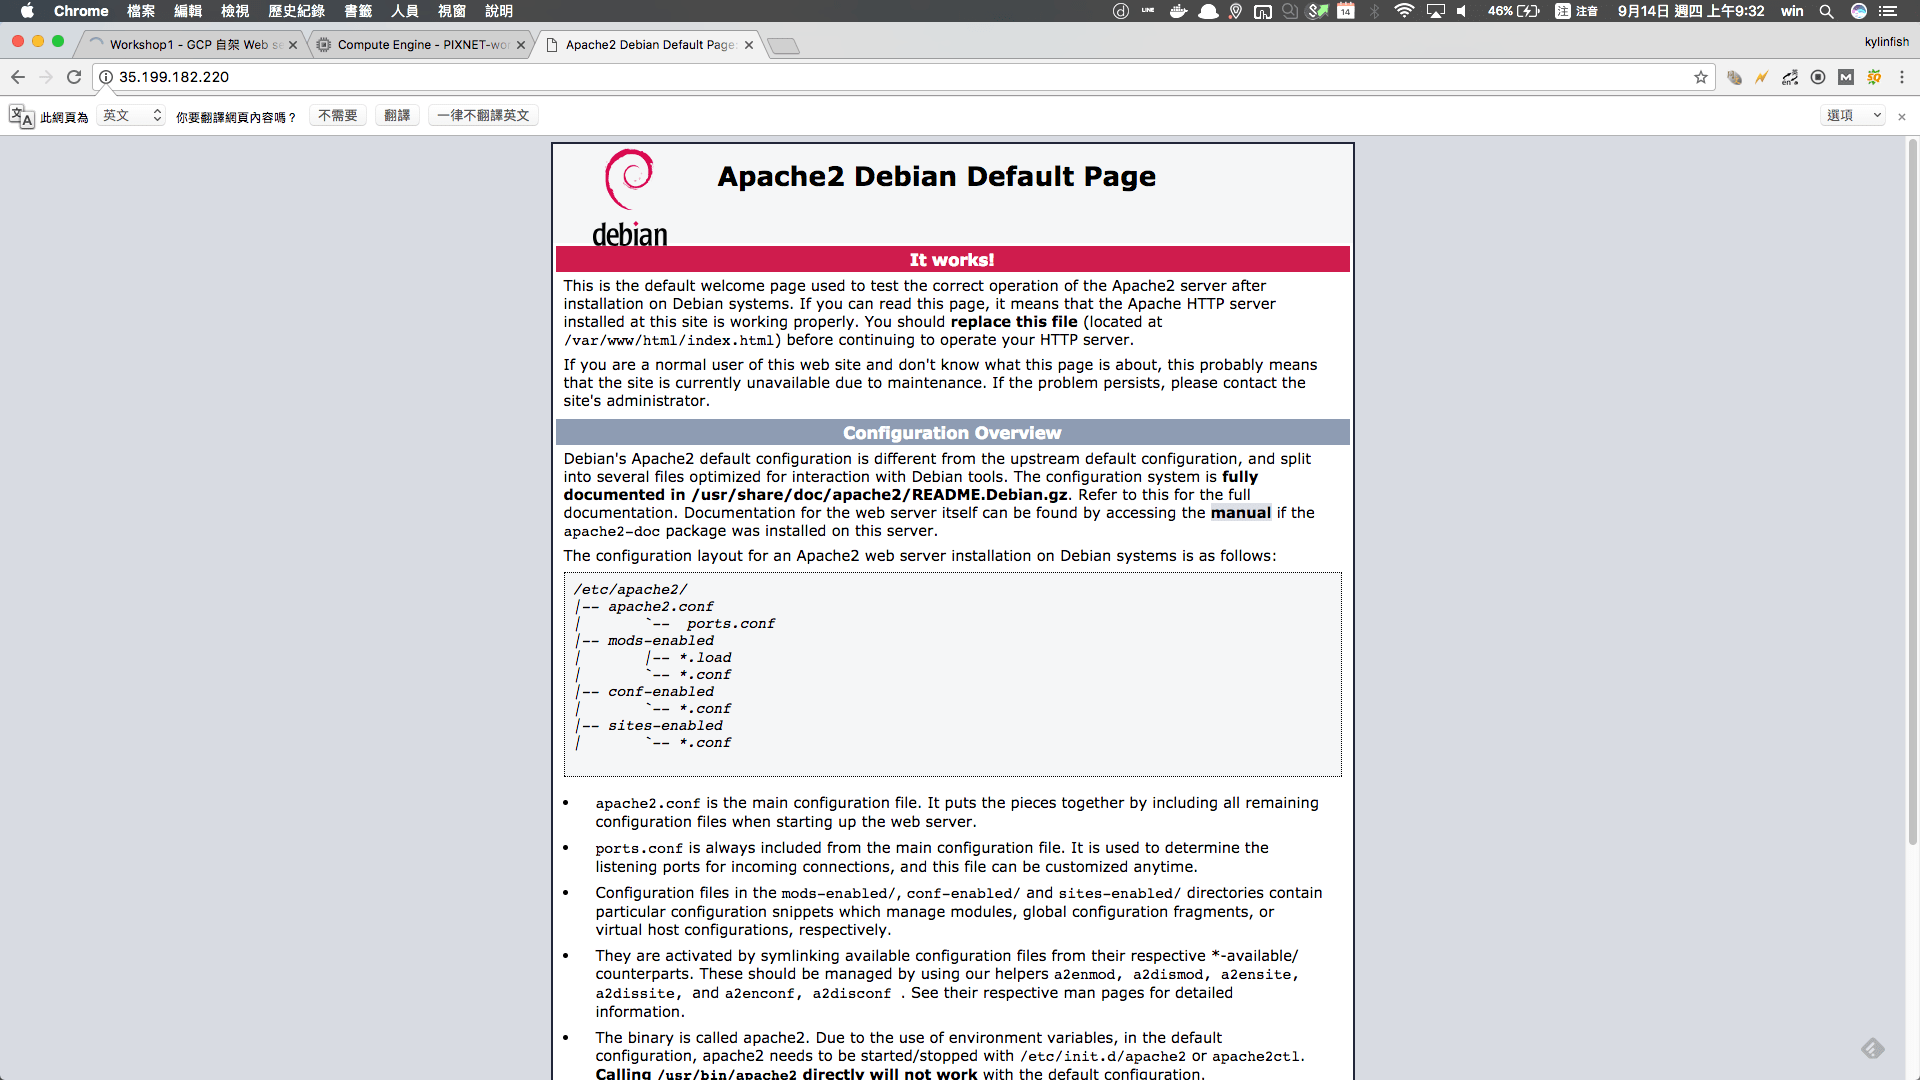 Chrome 檔案 編輯 檢視 歷史紀錄 書籤 人員 視窗 說明 LINE 14 46% 注 注音 9月14日 週四 上午9:32 win
Workshop1 - GCP 自架 Web se Compute Engine - PIXNET-wor Apache2 Debian Default Page: kylinfish
35.199.182.220
此網頁為 英文 你要翻譯網頁內容嗎? 不需要 翻譯 一律不翻譯英文 選項
debian
Apache2 Debian Default Page
It works!
This is the default welcome page used to test the correct operation of the Apache2 server after
installation on Debian systems. If you can read this page, it means that the Apache HTTP server
installed at this site is working properly. You should replace this file (located at
/var/www/html/index.html) before continuing to operate your HTTP server.
If you are a normal user of this web site and don't know what this page is about, this probably means
that the site is currently unavailable due to maintenance. If the problem persists, please contact the
site's administrator.
Configuration Overview
Debian's Apache2 default configuration is different from the upstream default configuration, and split
into several files optimized for interaction with Debian tools. The configuration system is fully
documented in /usr/share/doc/apache2/README.Debian.gz. Refer to this for the full
documentation. Documentation for the web server itself can be found by accessing the manual if the
apache2-doc package was installed on this server.
The configuration layout for an Apache2 web server installation on Debian systems is as follows:
/etc/apache2/
|-- apache2.conf
|       `--  ports.conf
|-- mods-enabled
|       |-- *.load
|       `-- *.conf
|-- conf-enabled
|       `-- *.conf
|-- sites-enabled
|       `-- *.conf
• apache2.conf is the main configuration file. It puts the pieces together by including all remaining
configuration files when starting up the web server.
• ports.conf is always included from the main configuration file. It is used to determine the
listening ports for incoming connections, and this file can be customized anytime.
• Configuration files in the mods-enabled/, conf-enabled/ and sites-enabled/ directories contain
particular configuration snippets which manage modules, global configuration fragments, or
virtual host configurations, respectively.
• They are activated by symlinking available configuration files from their respective *-available/
counterparts. These should be managed by using our helpers a2enmod, a2dismod, a2ensite,
a2dissite, and a2enconf, a2disconf . See their respective man pages for detailed
information.
• The binary is called apache2. Due to the use of environment variables, in the default
configuration, apache2 needs to be started/stopped with /etc/init.d/apache2 or apache2ctl.
Calling /usr/bin/apache2 directly will not work with the default configuration.